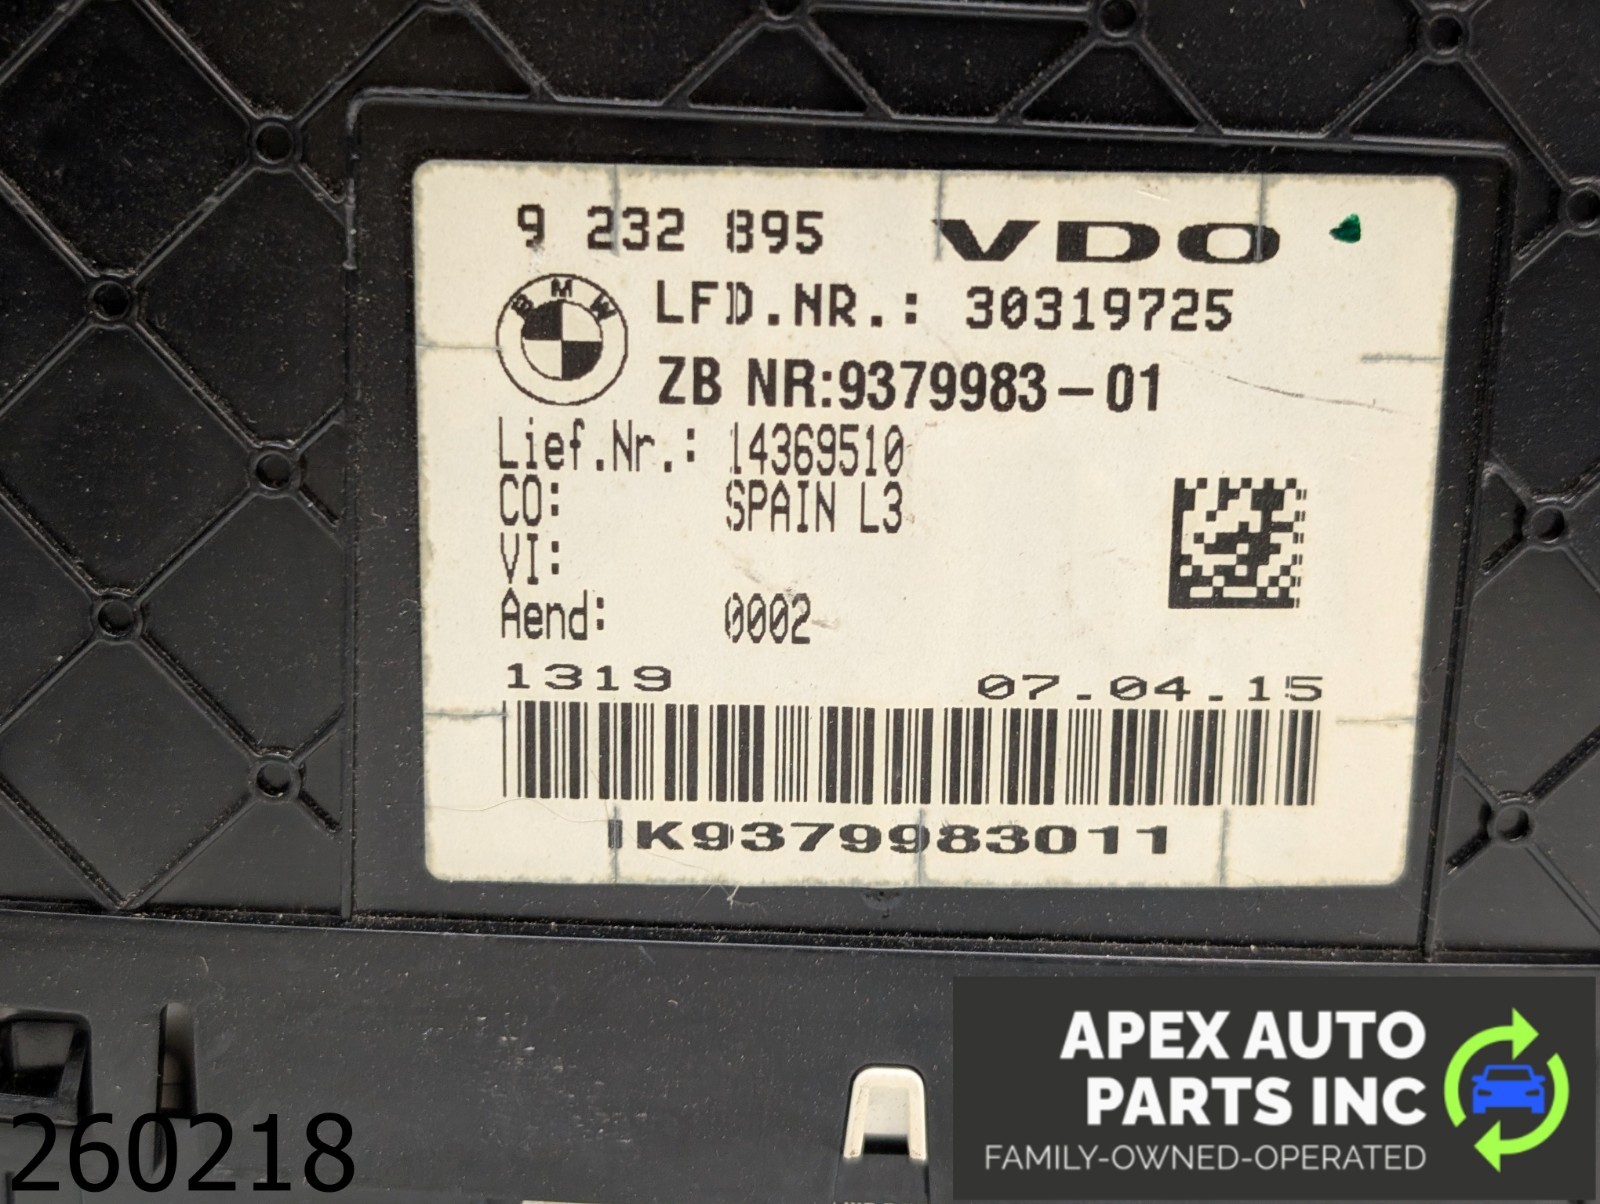 9 232 895 VDO
BMW
LFD.NR.: 30319725
ZB NR:9379983-01
Lief.Nr.: 14369510
CO: SPAIN L3
VI:
Aend: 0002
1319 07.04.15
IK9379983011
APEX AUTO
PARTS INC
FAMILY-OWNED-OPERATED
260218